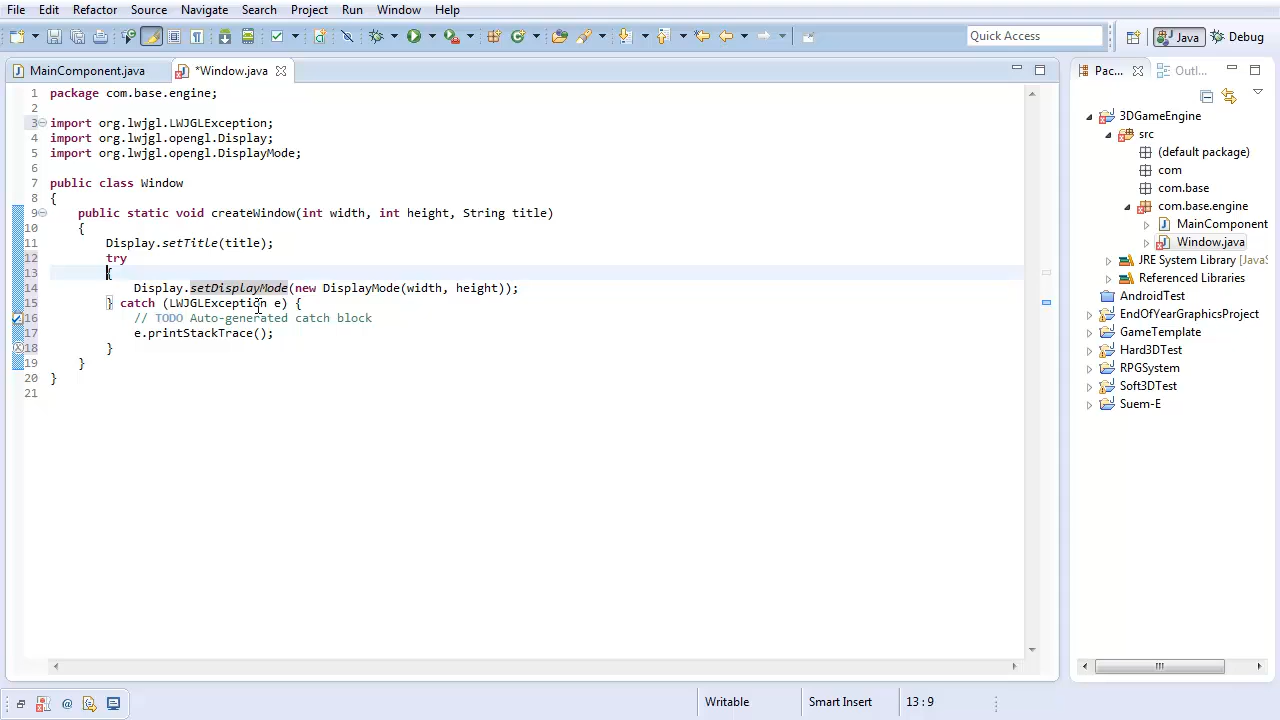 File Edit Refactor Source Navigate Search Project Run Window Help
Quick Access
Java
Debug
MainComponent.java
*Window.java
Pac...
Outl...
1 package com.base.engine;
2
3 import org.lwjgl.LWJGLException;
4 import org.lwjgl.opengl.Display;
5 import org.lwjgl.opengl.DisplayMode;
6
7 public class Window
8 {
9 public static void createWindow(int width, int height, String title)
10 {
11 Display.setTitle(title);
12 try
13 {
14 Display.setDisplayMode(new DisplayMode(width, height));
15 } catch (LWJGLException e) {
16 // TODO Auto-generated catch block
17 e.printStackTrace();
18 }
19 }
20 }
21
3DGameEngine
src
(default package)
com
com.base
com.base.engine
MainComponent
Window.java
JRE System Library [JavaS
Referenced Libraries
AndroidTest
EndOfYearGraphicsProject
GameTemplate
Hard3DTest
RPGSystem
Soft3DTest
Suem-E
Writable
Smart Insert
13 : 9